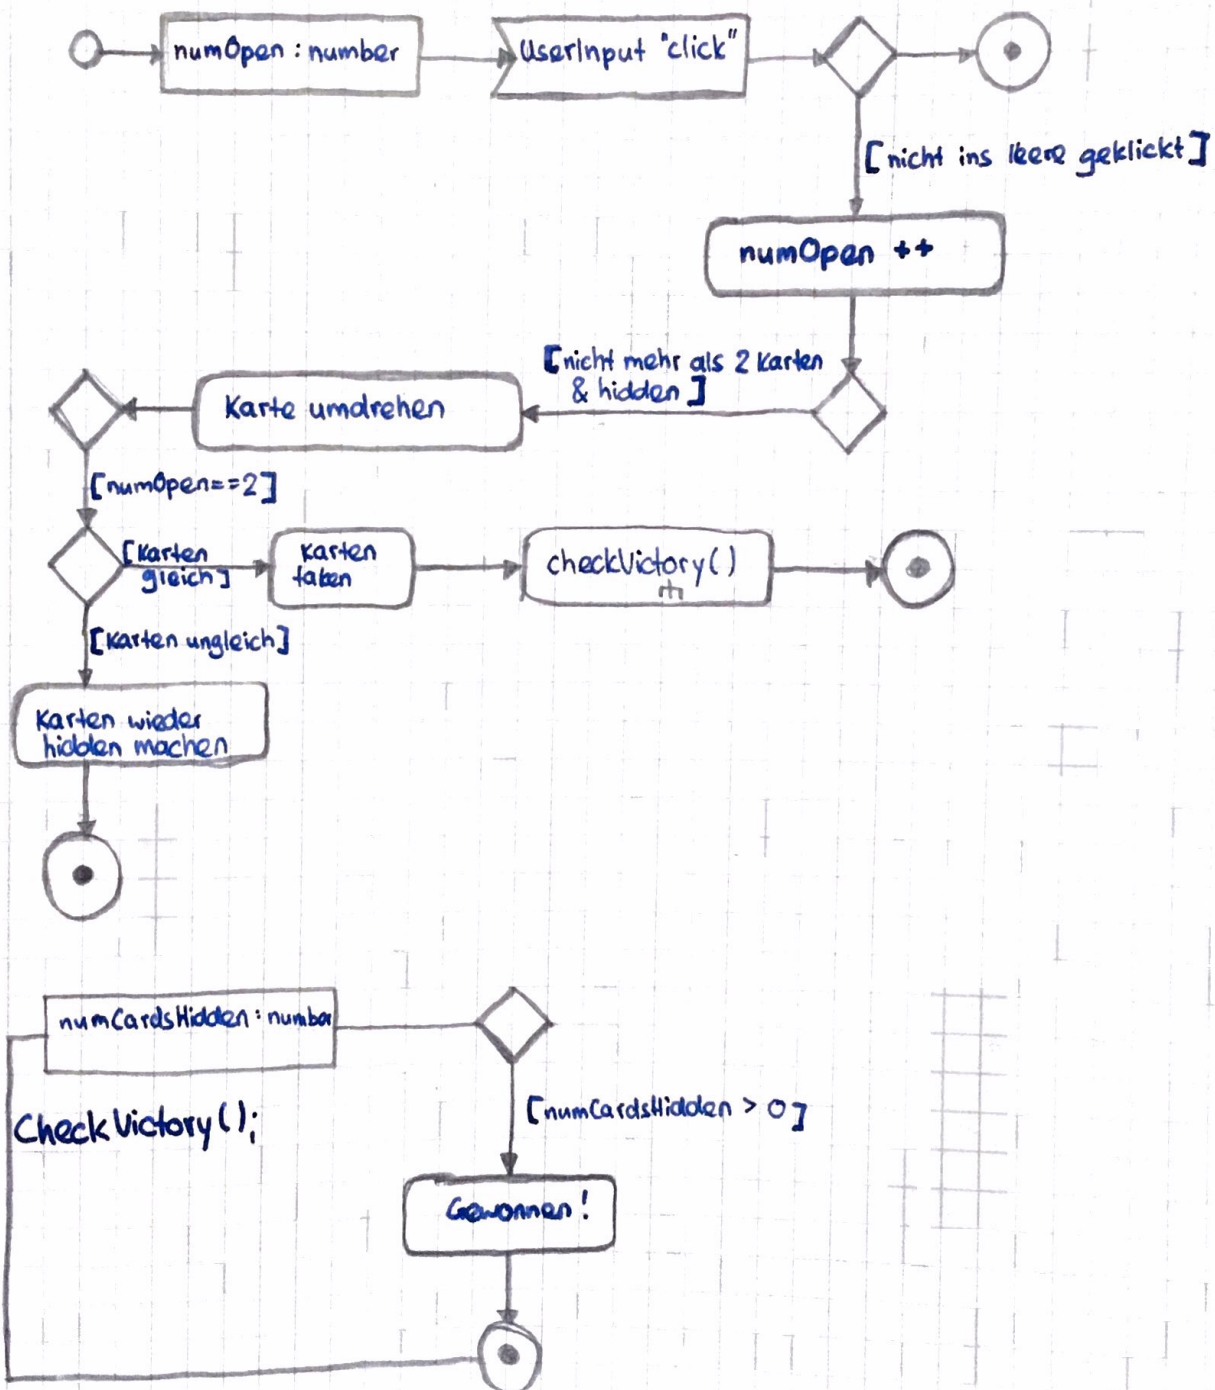 numOpen : number
UserInput "click"
[nicht ins leere geklickt]
numOpen ++
[nicht mehr als 2 Karten
& hidden ]
Karte umdrehen
[numOpen==2]
[Karten
gleich]
Karten
taken
checkVictory()
[Karten ungleich]
Karten wieder
hidden machen
numCardsHidden : number
CheckVictory();
[numCardsHidden > 0]
Gewonnen!